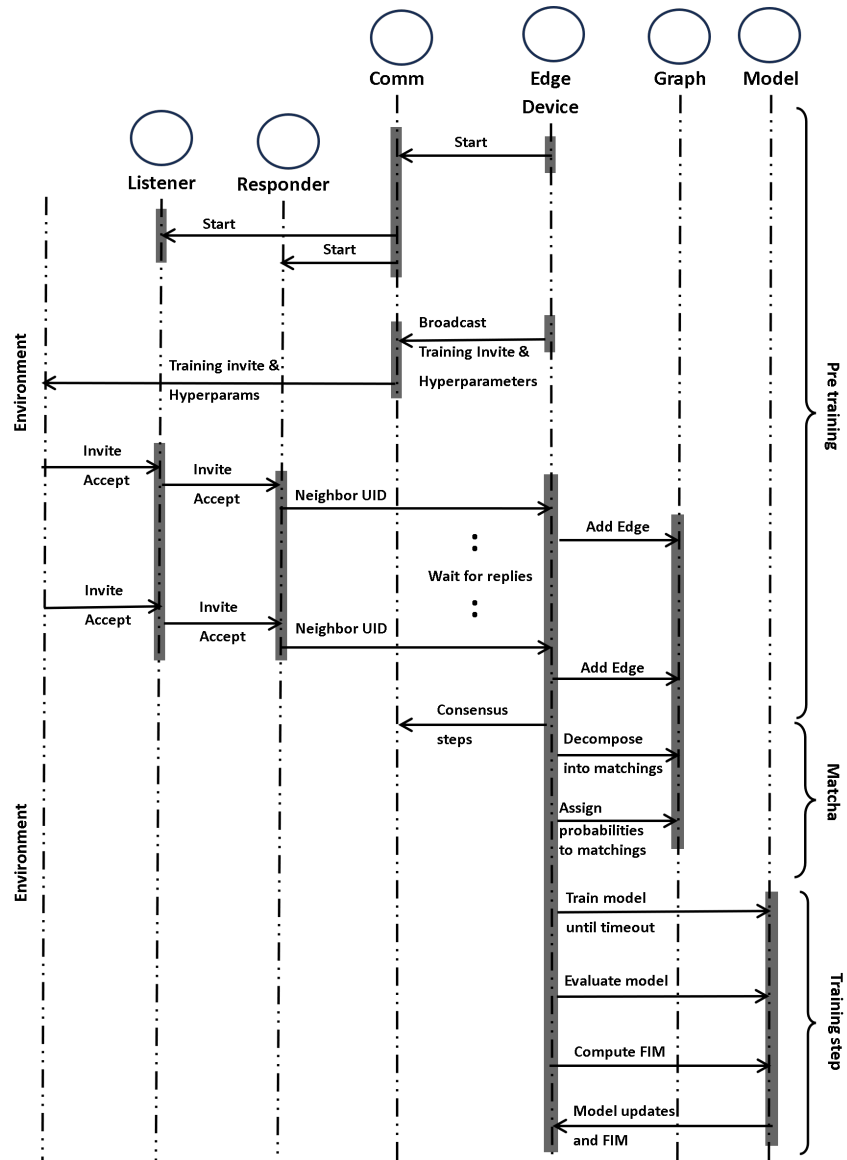 Comm
Edge
Device
Graph
Model
Listener
Responder
Start
Start
Start
Broadcast
Training Invite &
Hyperparameters
Training invite &
Hyperparams
Environment
Pre training
Invite
Accept
Invite
Accept
Neighbor UID
Add Edge
Wait for replies
Invite
Accept
Invite
Accept
Neighbor UID
Add Edge
Consensus
steps
Decompose
into matchings
Assign
probabilities
to matchings
Matcha
Environment
Train model
until timeout
Evaluate model
Compute FIM
Model updates
and FIM
Training step